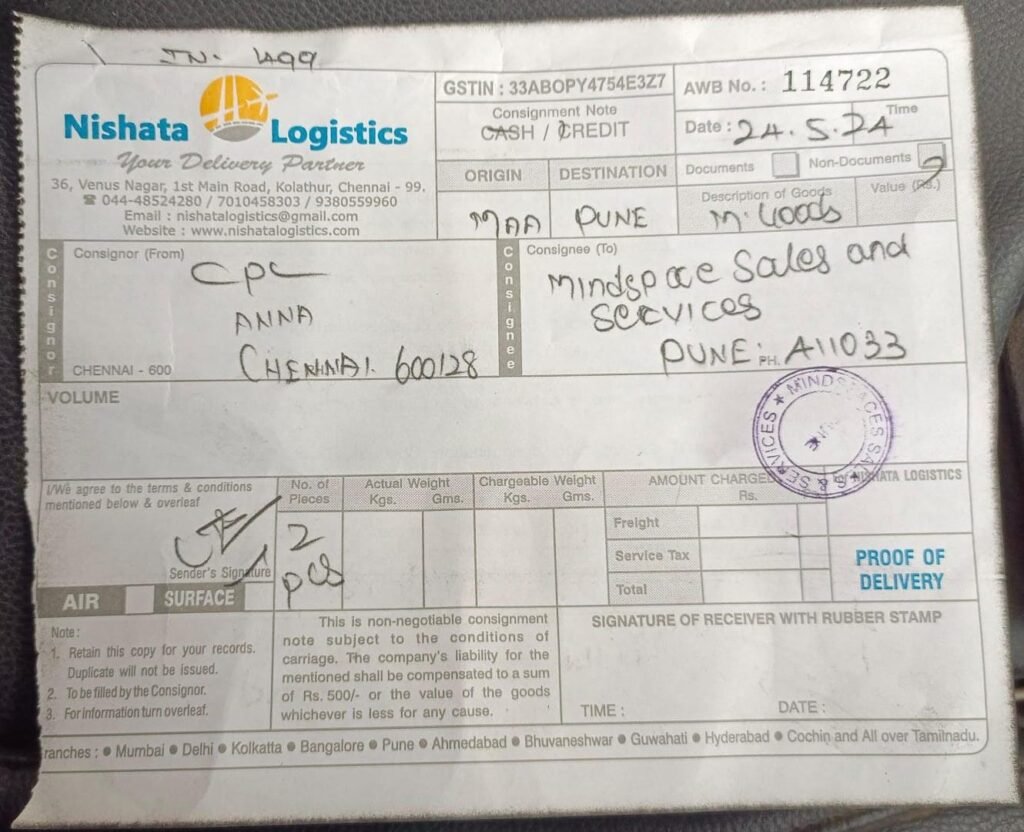 IN. 1499
Nishata Logistics
Your Delivery Partner
36, Venus Nagar, 1st Main Road, Kolathur, Chennai - 99.
☎ 044-48524280 / 7010458303 / 9380559960
Email : nishatalogistics@gmail.com
Website : www.nishatalogistics.com
GSTIN : 33ABOPY4754E3Z7
Consignment Note
CASH / CREDIT
AWB No. : 114722
Date : 24.5.24 Time
ORIGIN DESTINATION
MAA PUNE
Documents Non-Documents
Description of Goods Value (Rs.)
M. Goods
Consignor
Consignor (From)
CPC
ANNA
CHENNAI. 600128
CHENNAI - 600
Consignee
Consignee (To)
Mindspace Sales and
Services
PUNE. PH. 411033
VOLUME
★ MINDSPACES SALES & SERVICES ★
I/We agree to the terms & conditions
mentioned below & overleaf
Sender's Signature
AIR SURFACE
No. of
Pieces
2
pcs
Actual Weight
Kgs. Gms.
Chargeable Weight
Kgs. Gms.
AMOUNT CHARGED
Rs.
Freight
Service Tax
Total
NISHATA LOGISTICS
PROOF OF
DELIVERY
Note :
1. Retain this copy for your records.
Duplicate will not be issued.
2. To be filled by the Consignor.
3. For information turn overleaf.
This is non-negotiable consignment
note subject to the conditions of
carriage. The company's liability for the
mentioned shall be compensated to a sum
of Rs. 500/- or the value of the goods
whichever is less for any cause.
SIGNATURE OF RECEIVER WITH RUBBER STAMP
TIME : DATE :
ranches : ● Mumbai ● Delhi ● Kolkatta ● Bangalore ● Pune ● Ahmedabad ● Bhuvaneshwar ● Guwahati ● Hyderabad ● Cochin and All over Tamilnadu.